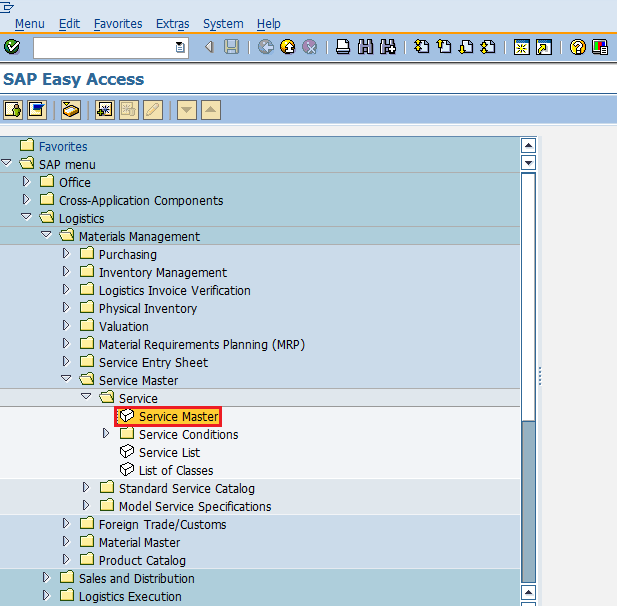 Menu Edit Favorites Extras System Help
SAP Easy Access
Favorites
SAP menu
Office
Cross-Application Components
Logistics
Materials Management
Purchasing
Inventory Management
Logistics Invoice Verification
Physical Inventory
Valuation
Material Requirements Planning (MRP)
Service Entry Sheet
Service Master
Service
Service Master
Service Conditions
Service List
List of Classes
Standard Service Catalog
Model Service Specifications
Foreign Trade/Customs
Material Master
Product Catalog
Sales and Distribution
Logistics Execution